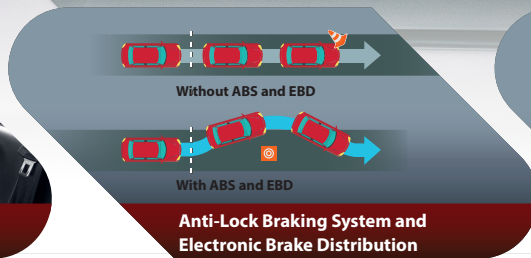 Without ABS and EBD
With ABS and EBD
Anti-Lock Braking System and
Electronic Brake Distribution